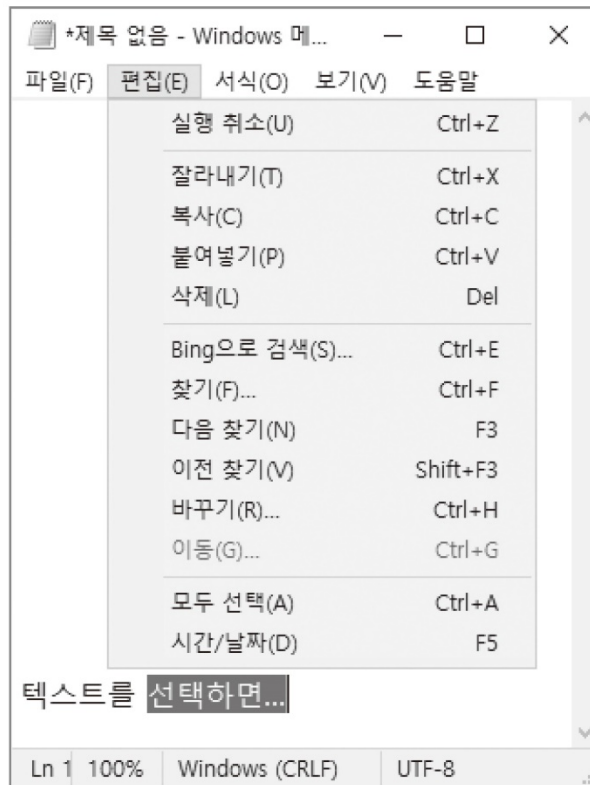 *제목 없음 - Windows 메...
파일(F) 편집(E) 서식(O) 보기(V) 도움말
실행 취소(U) Ctrl+Z
잘라내기(T) Ctrl+X
복사(C) Ctrl+C
붙여넣기(P) Ctrl+V
삭제(L) Del
Bing으로 검색(S)... Ctrl+E
찾기(F)... Ctrl+F
다음 찾기(N) F3
이전 찾기(V) Shift+F3
바꾸기(R)... Ctrl+H
이동(G)... Ctrl+G
모두 선택(A) Ctrl+A
시간/날짜(D) F5
텍스트를 선택하면...
Ln 1 100% Windows (CRLF) UTF-8